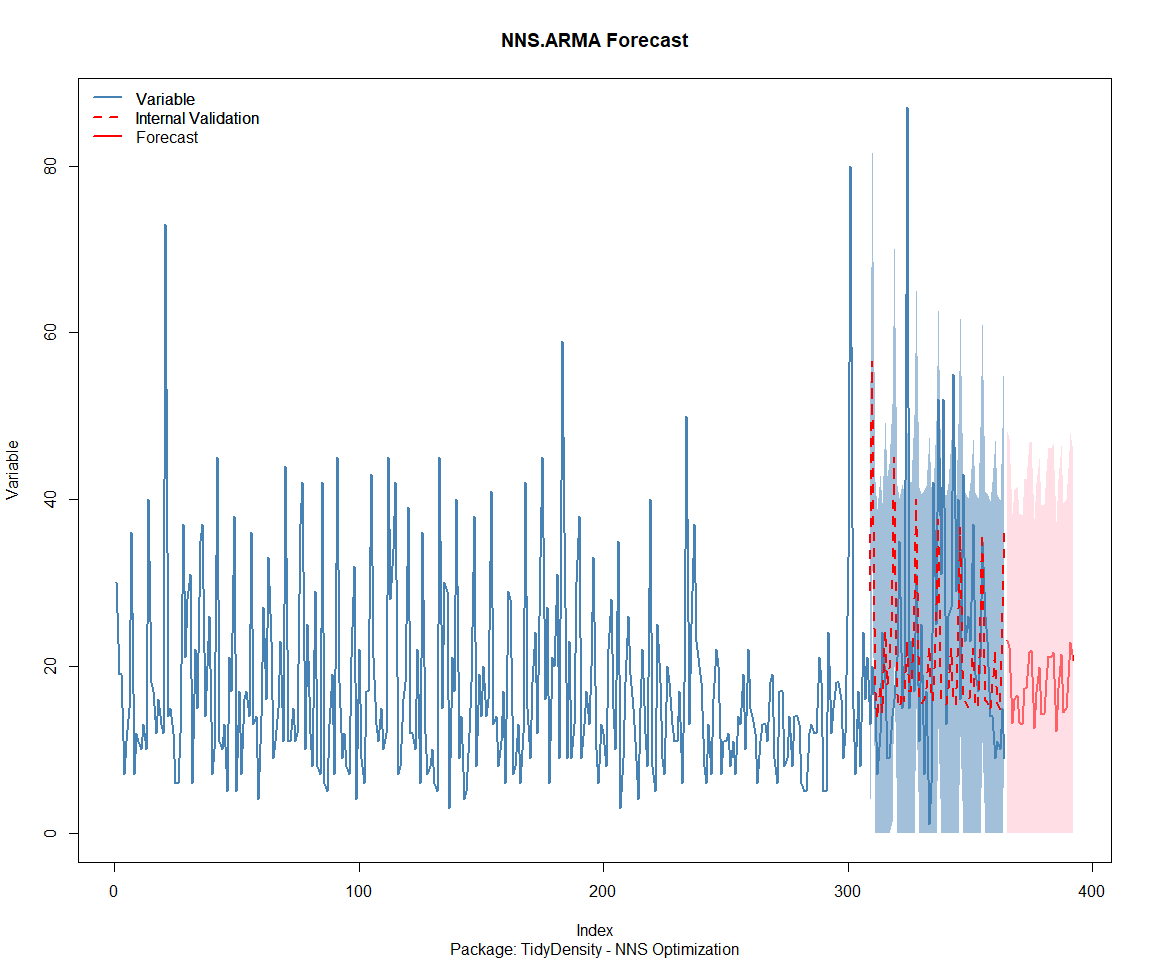 NNS.ARMA Forecast
Variable
Internal Validation
Forecast
Variable
80
60
40
20
0
0 100 200 300 400
Index
Package: TidyDensity - NNS Optimization